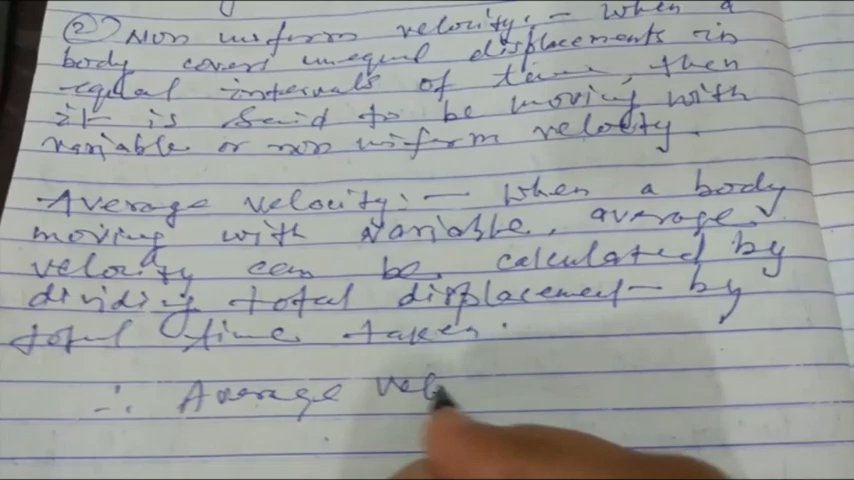 ② Non uniform velocity :- When a
body covers unequal displacements in
equal intervals of time, then
it is said to be moving with
variable or non uniform velocity.
Average velocity :- When a body
moving with variable, average
velocity can be calculated by
dividing total displacement by
total time taken.
∴ Average vel